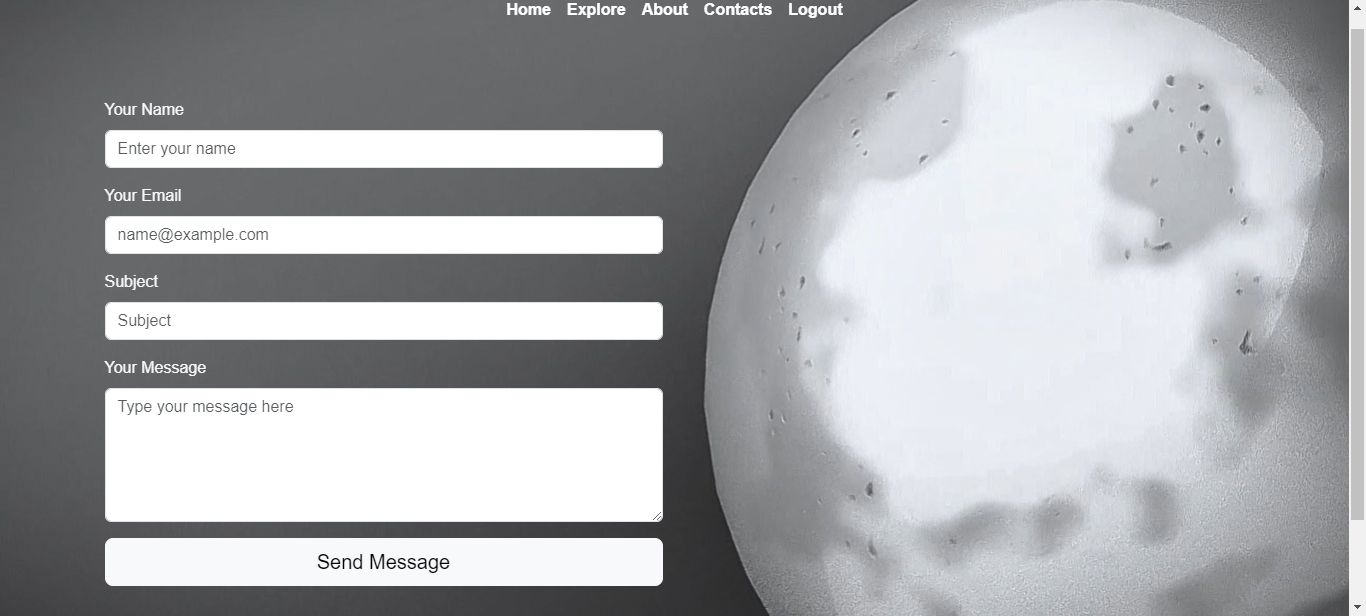 Home Explore About Contacts Logout
Your Name
Enter your name
Your Email
name@example.com
Subject
Subject
Your Message
Type your message here
Send Message